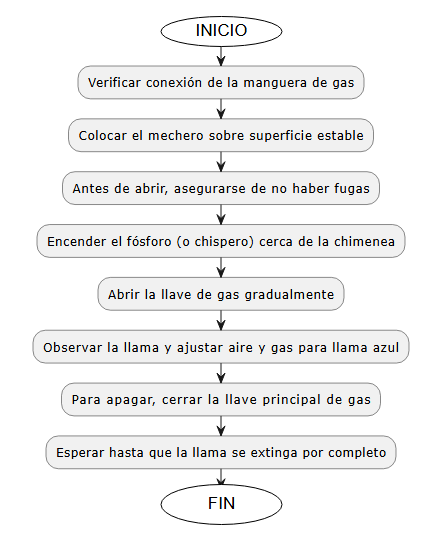 INICIO
Verificar conexión de la manguera de gas
Colocar el mechero sobre superficie estable
Antes de abrir, asegurarse de no haber fugas
Encender el fósforo (o chispero) cerca de la chimenea
Abrir la llave de gas gradualmente
Observar la llama y ajustar aire y gas para llama azul
Para apagar, cerrar la llave principal de gas
Esperar hasta que la llama se extinga por completo
FIN